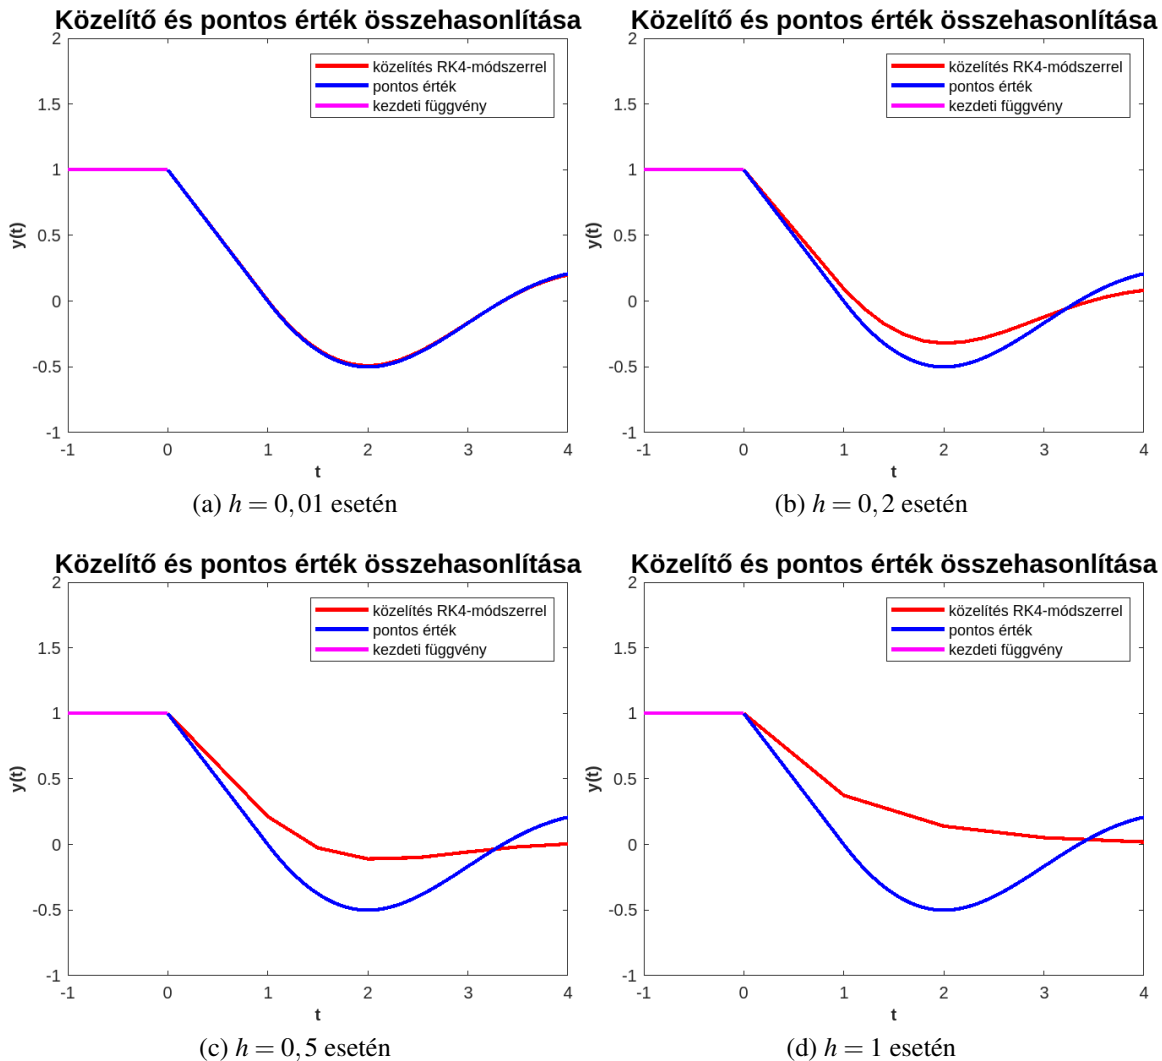 Közelítő és pontos érték összehasonlítása
2
1.5
1
0.5
0
-0.5
-1
y(t)
közelítés RK4-módszerrel
pontos érték
kezdeti függvény
-1 0 1 2 3 4
t
(a) h = 0,01 esetén
Közelítő és pontos érték összehasonlítása
2
1.5
1
0.5
0
-0.5
-1
y(t)
közelítés RK4-módszerrel
pontos érték
kezdeti függvény
-1 0 1 2 3 4
t
(b) h = 0,2 esetén
Közelítő és pontos érték összehasonlítása
2
1.5
1
0.5
0
-0.5
-1
y(t)
közelítés RK4-módszerrel
pontos érték
kezdeti függvény
-1 0 1 2 3 4
t
(c) h = 0,5 esetén
Közelítő és pontos érték összehasonlítása
2
1.5
1
0.5
0
-0.5
-1
y(t)
közelítés RK4-módszerrel
pontos érték
kezdeti függvény
-1 0 1 2 3 4
t
(d) h = 1 esetén